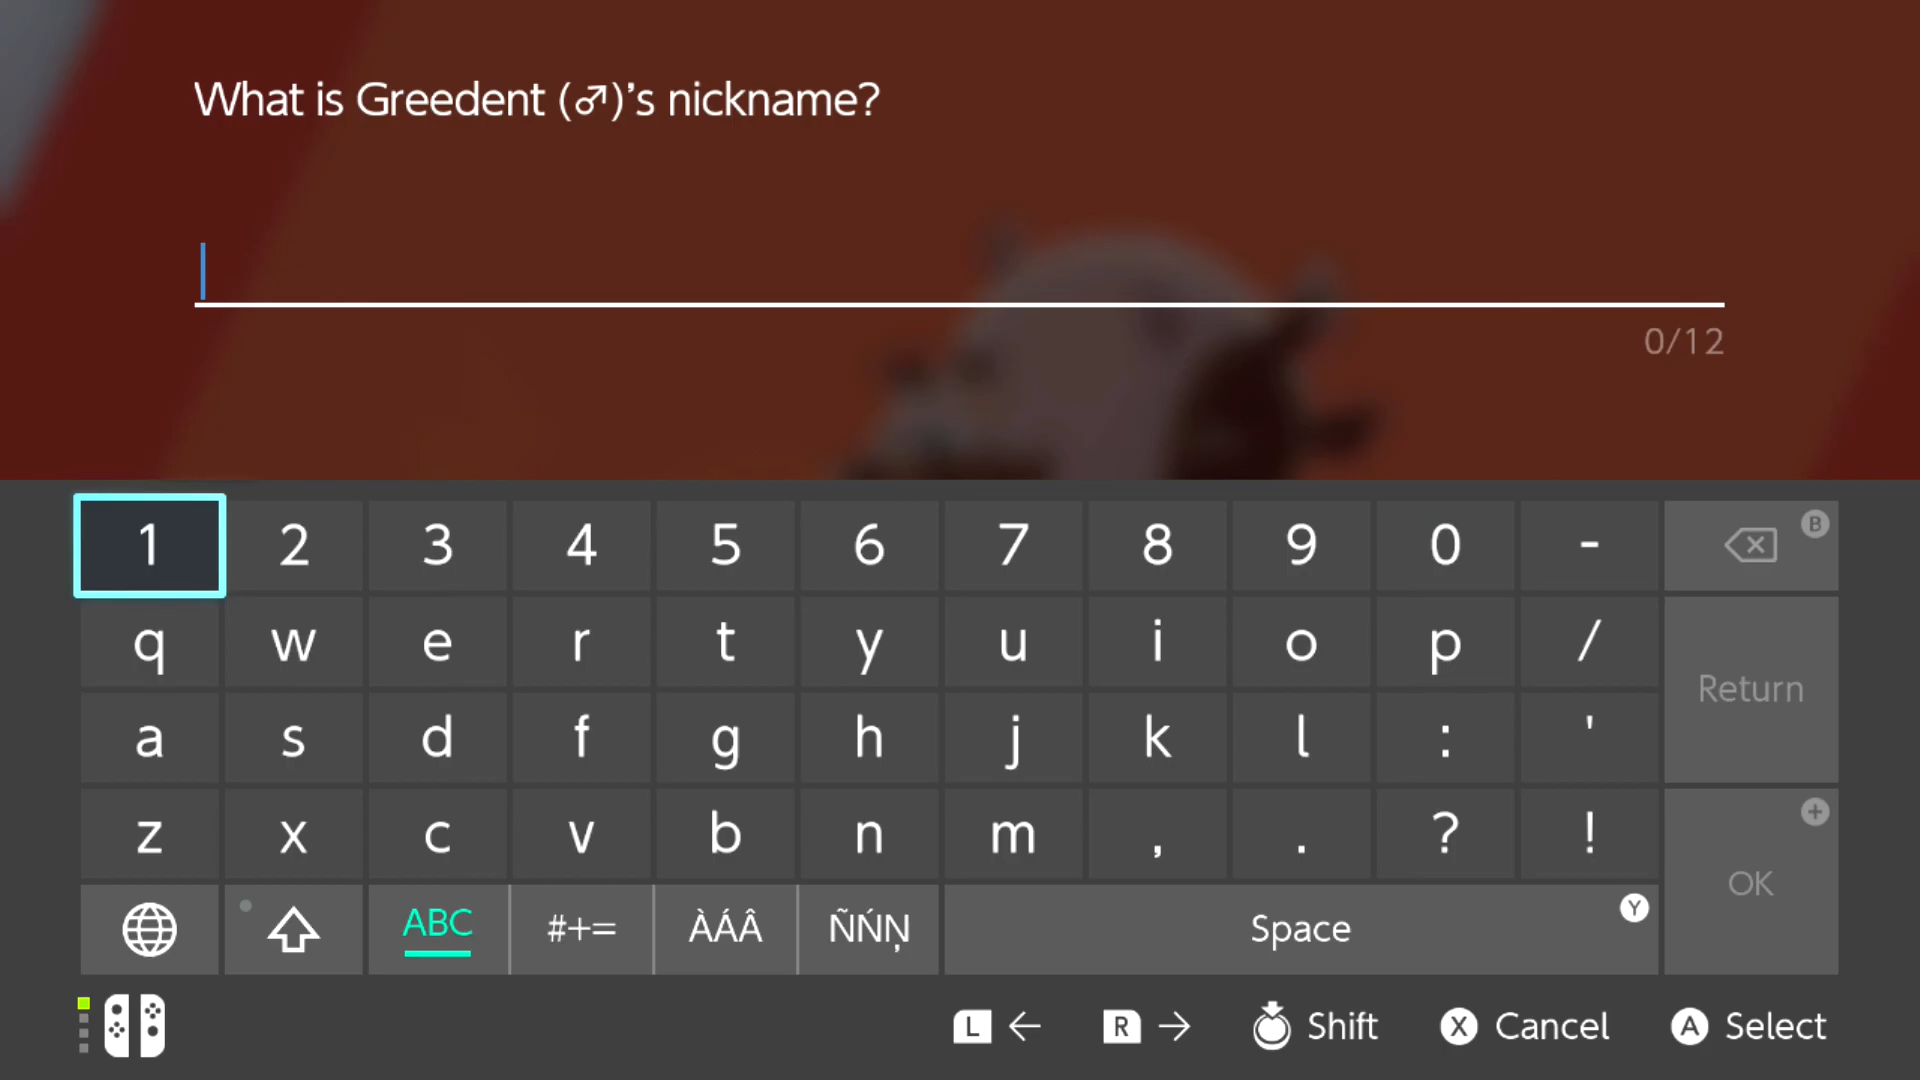 What is Greedent (♂)'s nickname?
0/12
1 2 3 4 5 6 7 8 9 0 - B
q w e r t y u i o p /
Return
a s d f g h j k l : '
z x c v b n m , . ? ! +
OK
ABC #+= ÀÁÂ ÑŃŅ Space Y
L ← R → Shift X Cancel A Select